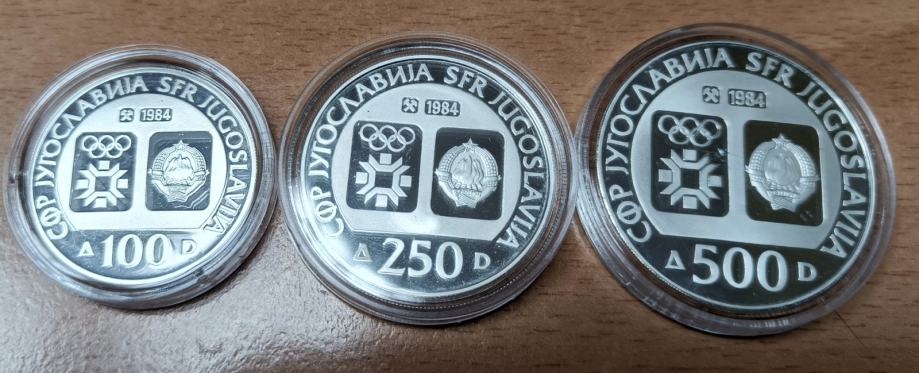 СФР ЈУГОСЛАВИЈА SFR JUGOSLAVIJA
1984
Д 100 D
СФР ЈУГОСЛАВИЈА SFR JUGOSLAVIJA
1984
Д 250 D
СФР ЈУГОСЛАВИЈА SFR JUGOSLAVIJA
1984
Д 500 D